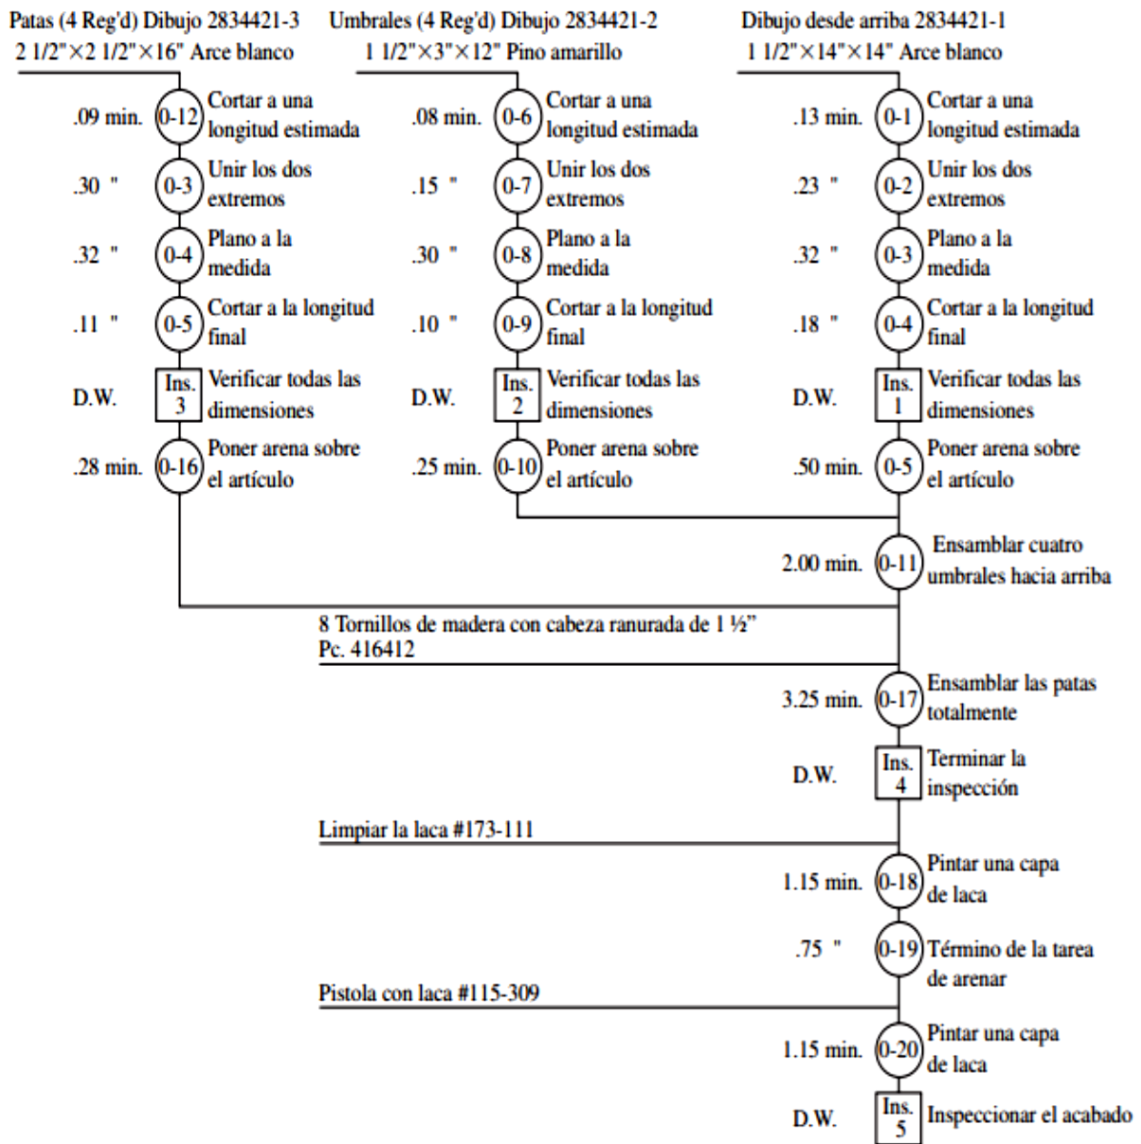 Patas (4 Reg'd) Dibujo 2834421-3
2 1/2"×2 1/2"×16" Arce blanco
.09 min.
0-12
Cortar a una
longitud estimada
.30 "
0-3
Unir los dos
extremos
.32 "
0-4
Plano a la
medida
.11 "
0-5
Cortar a la longitud
final
D.W.
Ins.
3
Verificar todas las
dimensiones
.28 min.
0-16
Poner arena sobre
el artículo
Umbrales (4 Reg'd) Dibujo 2834421-2
1 1/2"×3"×12" Pino amarillo
.08 min.
0-6
Cortar a una
longitud estimada
.15 "
0-7
Unir los dos
extremos
.30 "
0-8
Plano a la
medida
.10 "
0-9
Cortar a la longitud
final
D.W.
Ins.
2
Verificar todas las
dimensiones
.25 min.
0-10
Poner arena sobre
el artículo
Dibujo desde arriba 2834421-1
1 1/2"×14"×14" Arce blanco
.13 min.
0-1
Cortar a una
longitud estimada
.23 "
0-2
Unir los dos
extremos
.32 "
0-3
Plano a la
medida
.18 "
0-4
Cortar a la longitud
final
D.W.
Ins.
1
Verificar todas las
dimensiones
.50 min.
0-5
Poner arena sobre
el artículo
2.00 min.
0-11
Ensamblar cuatro
umbrales hacia arriba
8 Tornillos de madera con cabeza ranurada de 1 ½”
Pc. 416412
3.25 min.
0-17
Ensamblar las patas
totalmente
D.W.
Ins.
4
Terminar la
inspección
Limpiar la laca #173-111
1.15 min.
0-18
Pintar una capa
de laca
.75 "
0-19
Término de la tarea
de arenar
Pistola con laca #115-309
1.15 min.
0-20
Pintar una capa
de laca
D.W.
Ins.
5
Inspeccionar el acabado